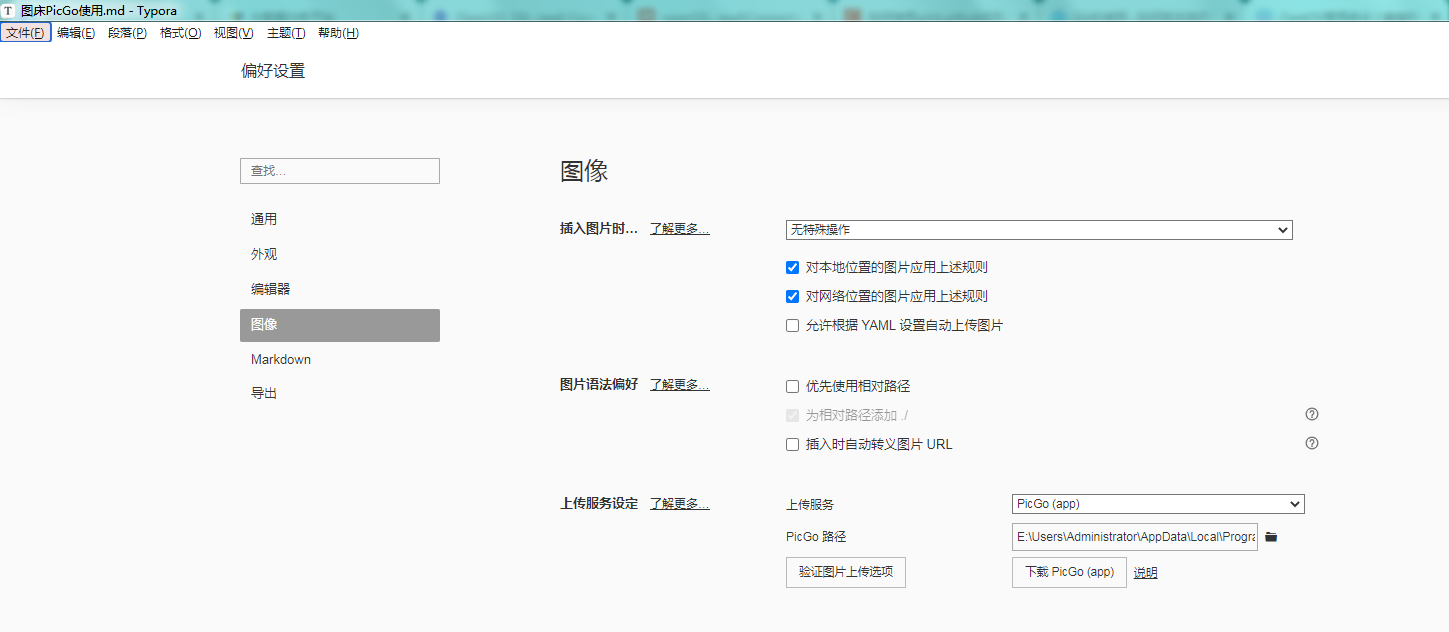 图床PicGo使用.md - Typora
文件(F) 编辑(E) 段落(P) 格式(O) 视图(V) 主题(T) 帮助(H)
偏好设置
查找...
通用
外观
编辑器
图像
Markdown
导出
图像
插入图片时... 了解更多... 无特殊操作
对本地位置的图片应用上述规则
对网络位置的图片应用上述规则
允许根据 YAML 设置自动上传图片
图片语法偏好 了解更多... 优先使用相对路径
为相对路径添加 ./
插入时自动转义图片 URL
上传服务设定 了解更多... 上传服务 PicGo (app)
PicGo 路径 E:\Users\Administrator\AppData\Local\Progra
验证图片上传选项 下载 PicGo (app) 说明